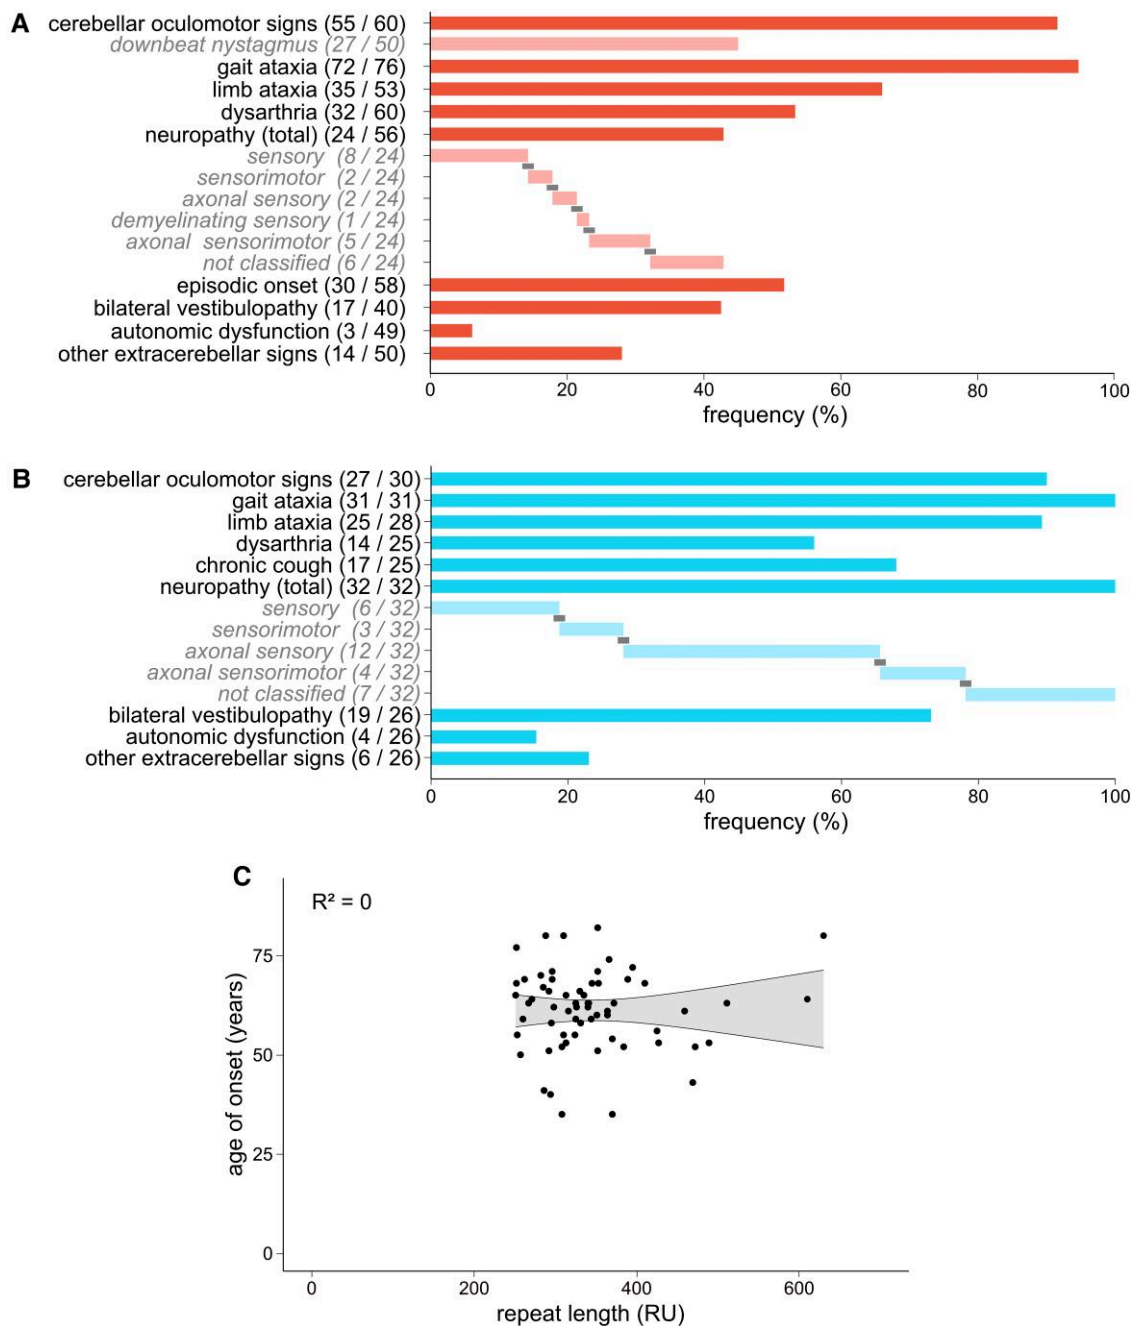 A
cerebellar oculomotor signs (55 / 60)
downbeat nystagmus (27 / 50)
gait ataxia (72 / 76)
limb ataxia (35 / 53)
dysarthria (32 / 60)
neuropathy (total) (24 / 56)
sensory (8 / 24)
sensorimotor (2 / 24)
axonal sensory (2 / 24)
demyelinating sensory (1 / 24)
axonal sensorimotor (5 / 24)
not classified (6 / 24)
episodic onset (30 / 58)
bilateral vestibulopathy (17 / 40)
autonomic dysfunction (3 / 49)
other extracerebellar signs (14 / 50)
0 20 40 60 80 100
frequency (%)
B
cerebellar oculomotor signs (27 / 30)
gait ataxia (31 / 31)
limb ataxia (25 / 28)
dysarthria (14 / 25)
chronic cough (17 / 25)
neuropathy (total) (32 / 32)
sensory (6 / 32)
sensorimotor (3 / 32)
axonal sensory (12 / 32)
axonal sensorimotor (4 / 32)
not classified (7 / 32)
bilateral vestibulopathy (19 / 26)
autonomic dysfunction (4 / 26)
other extracerebellar signs (6 / 26)
0 20 40 60 80 100
frequency (%)
C
R² = 0
age of onset (years)
75
50
25
0
0 200 400 600
repeat length (RU)